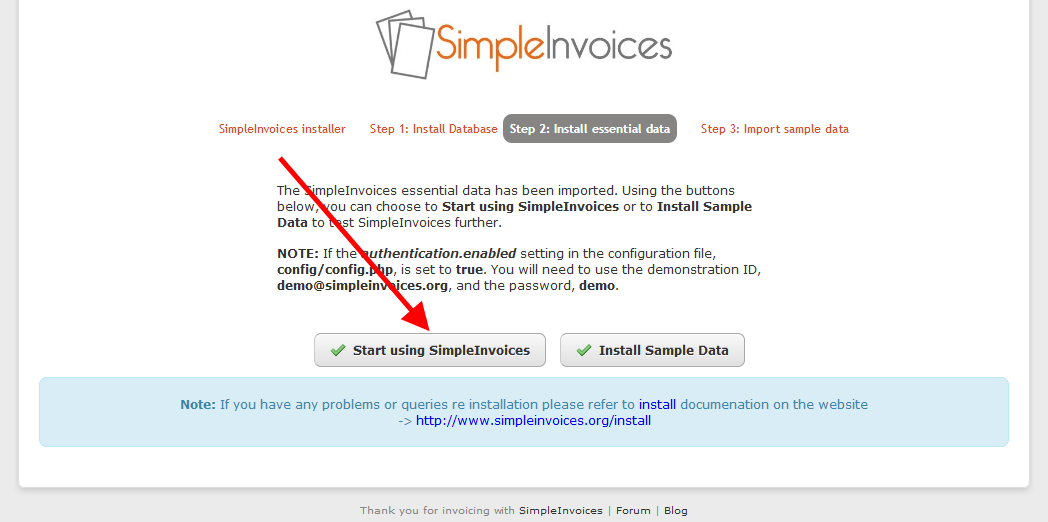 SimpleInvoices
SimpleInvoices installer Step 1: Install Database Step 2: Install essential data Step 3: Import sample data
The SimpleInvoices essential data has been imported. Using the buttons
below, you can choose to Start using SimpleInvoices or to Install Sample
Data to test SimpleInvoices further.
NOTE: If the authentication.enabled setting in the configuration file,
config/config.php, is set to true. You will need to use the demonstration ID,
demo@simpleinvoices.org, and the password, demo.
Start using SimpleInvoices Install Sample Data
Note: If you have any problems or queries re installation please refer to install documenation on the website
-> http://www.simpleinvoices.org/install
Thank you for invoicing with SimpleInvoices | Forum | Blog